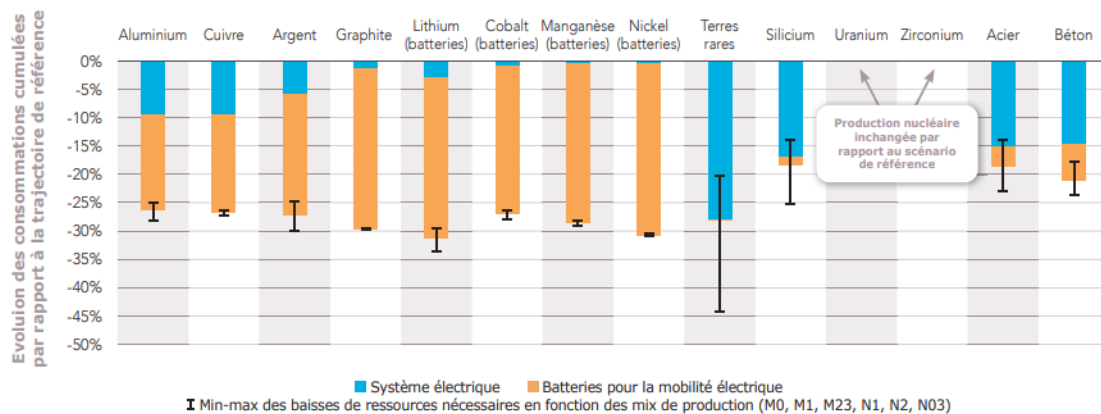 Evoluion des consommations cumulées
par rapport à la trajectoire de référence
Aluminium
Cuivre
Argent
Graphite
Lithium
(batteries)
Cobalt
(batteries)
Manganèse
(batteries)
Nickel
(batteries)
Terres
rares
Silicium
Uranium
Zirconium
Acier
Béton
0%
-5%
-10%
-15%
-20%
-25%
-30%
-35%
-40%
-45%
-50%
Production nucléaire
inchangée par
rapport au scénario
de référence
Système électrique
Batteries pour la mobilité électrique
Min-max des baisses de ressources nécessaires en fonction des mix de production (M0, M1, M23, N1, N2, N03)